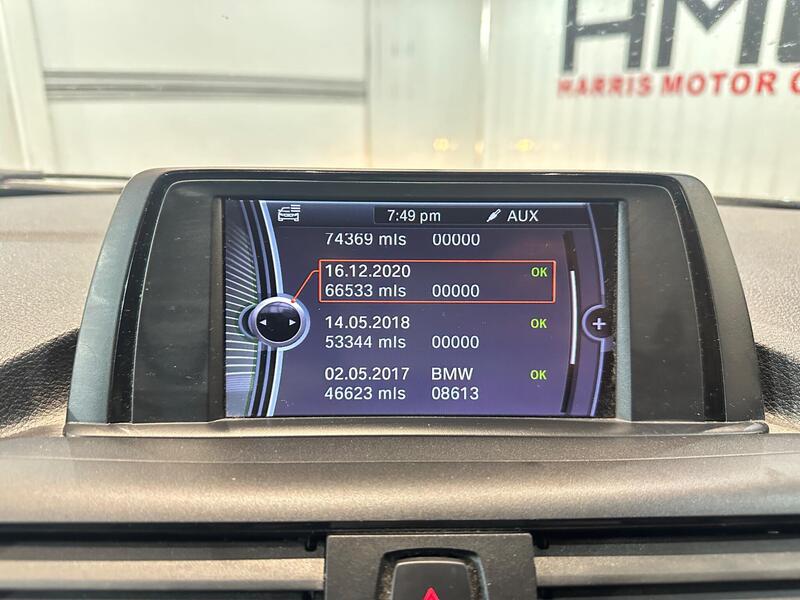 HARRIS MOTOR
7:49 pm AUX
74369 mls 00000
16.12.2020 OK
66533 mls 00000
14.05.2018 OK
53344 mls 00000
02.05.2017 BMW OK
46623 mls 08613